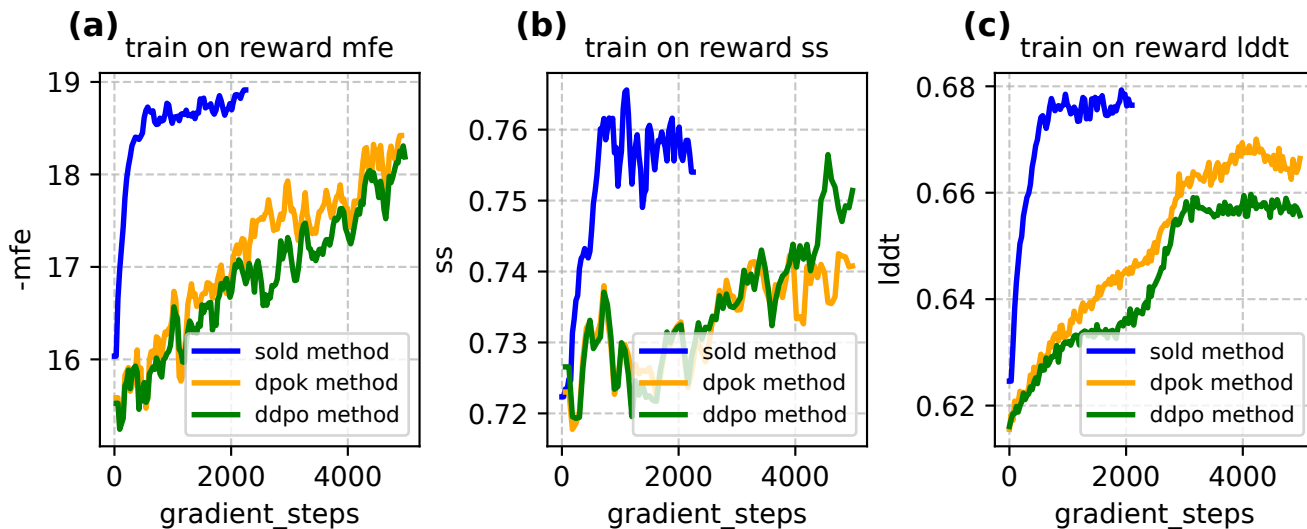 (a)
train on reward mfe
-mfe
19
18
17
16
0
2000
4000
gradient_steps
sold method
dpok method
ddpo method
(b)
train on reward ss
ss
0.76
0.75
0.74
0.73
0.72
0
2000
4000
gradient_steps
sold method
dpok method
ddpo method
(c)
train on reward lddt
lddt
0.68
0.66
0.64
0.62
0
2000
4000
gradient_steps
sold method
dpok method
ddpo method